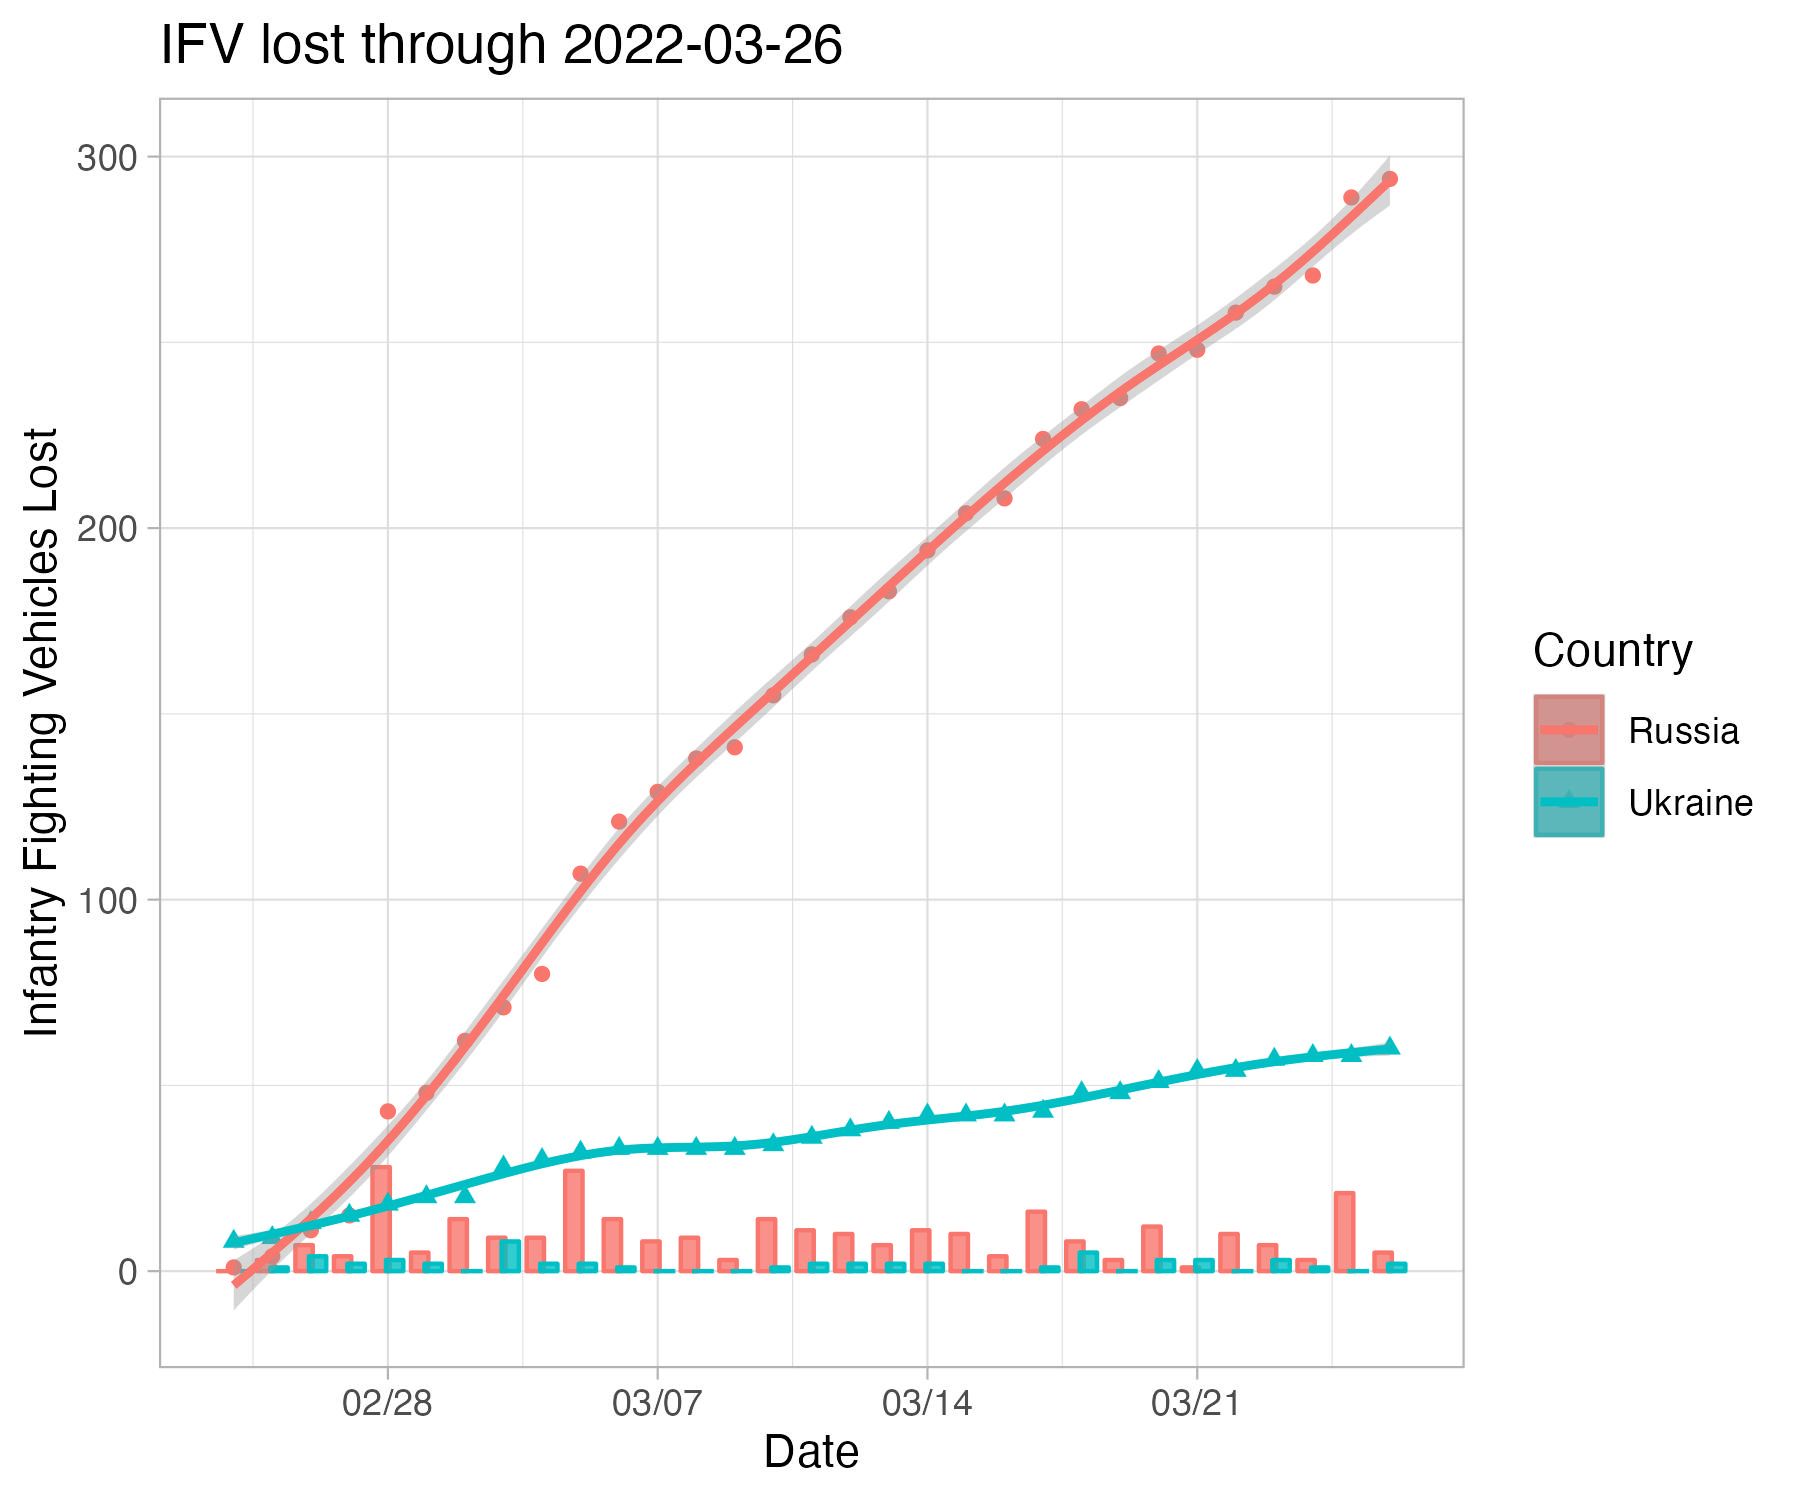 IFV lost through 2022-03-26
Infantry Fighting Vehicles Lost
300
200
100
0
02/28
03/07
03/14
03/21
Date
Country
Russia
Ukraine